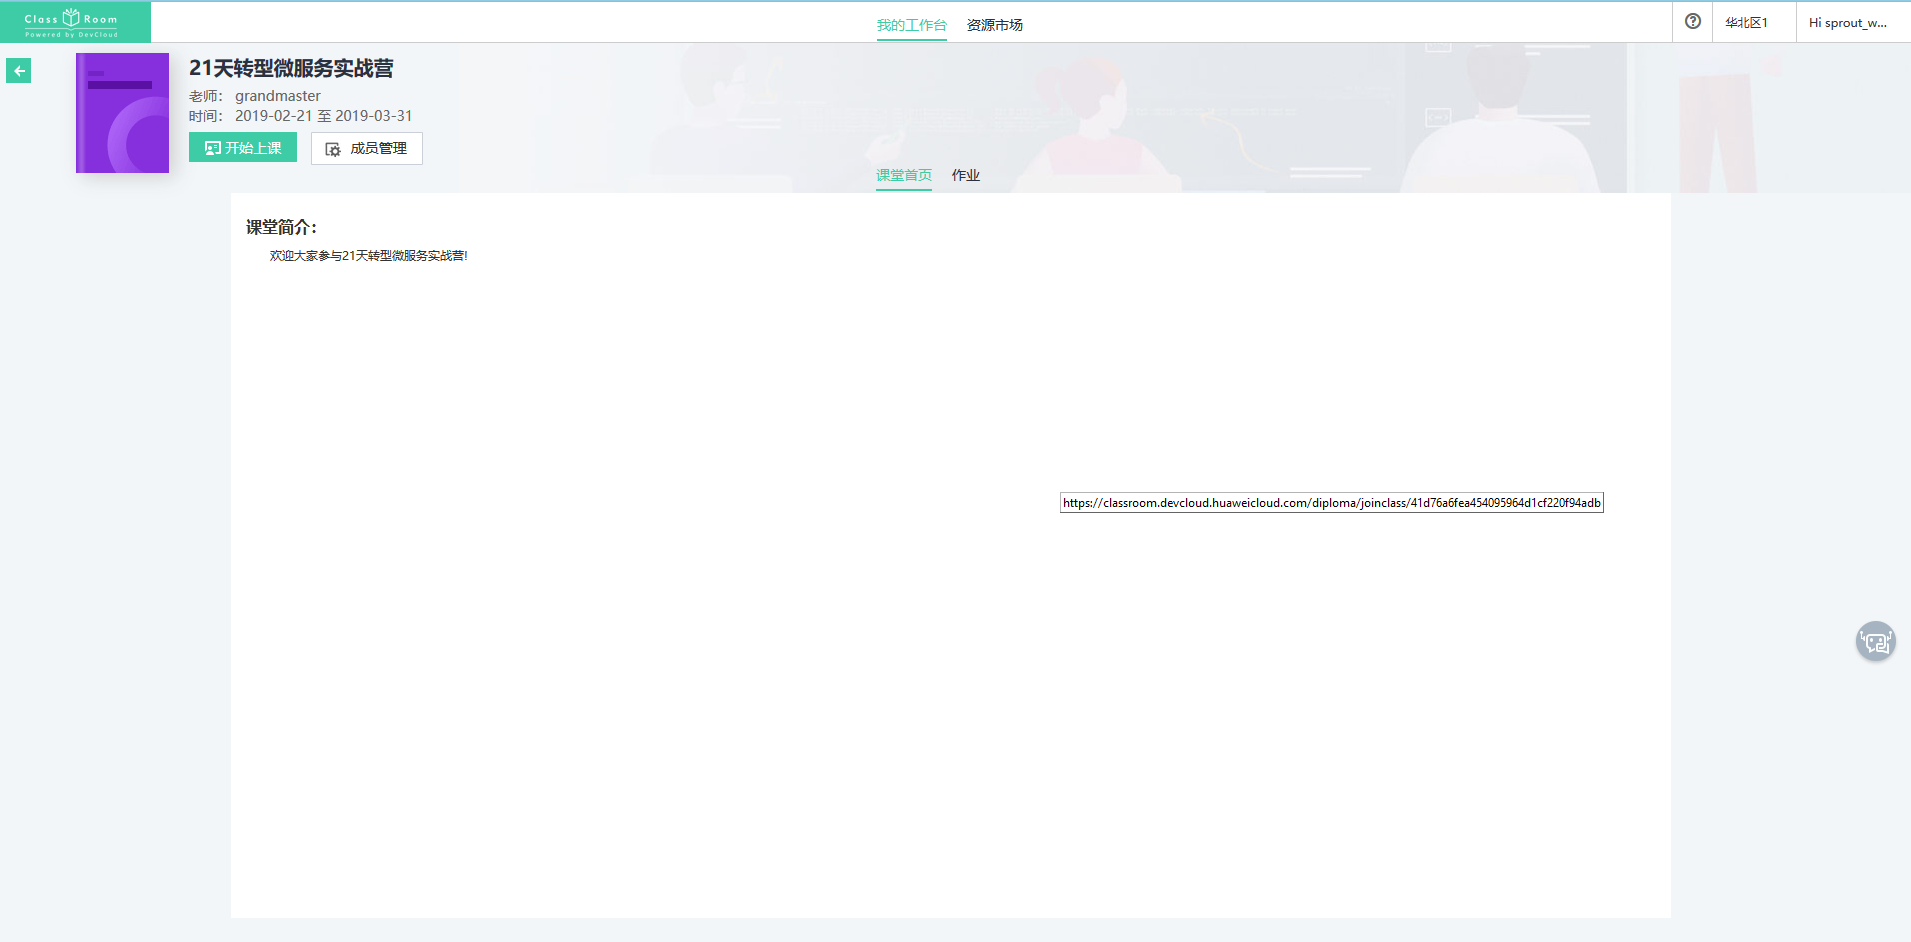 Class Room
Powered by DevCloud
我的工作台 资源市场
华北区1
Hi sprout_w...
21天转型微服务实战营
老师： grandmaster
时间： 2019-02-21 至 2019-03-31
开始上课 成员管理
课堂首页 作业
课堂简介：
欢迎大家参与21天转型微服务实战营!
https://classroom.devcloud.huaweicloud.com/diploma/joinclass/41d76a6fea454095964d1cf220f94adb